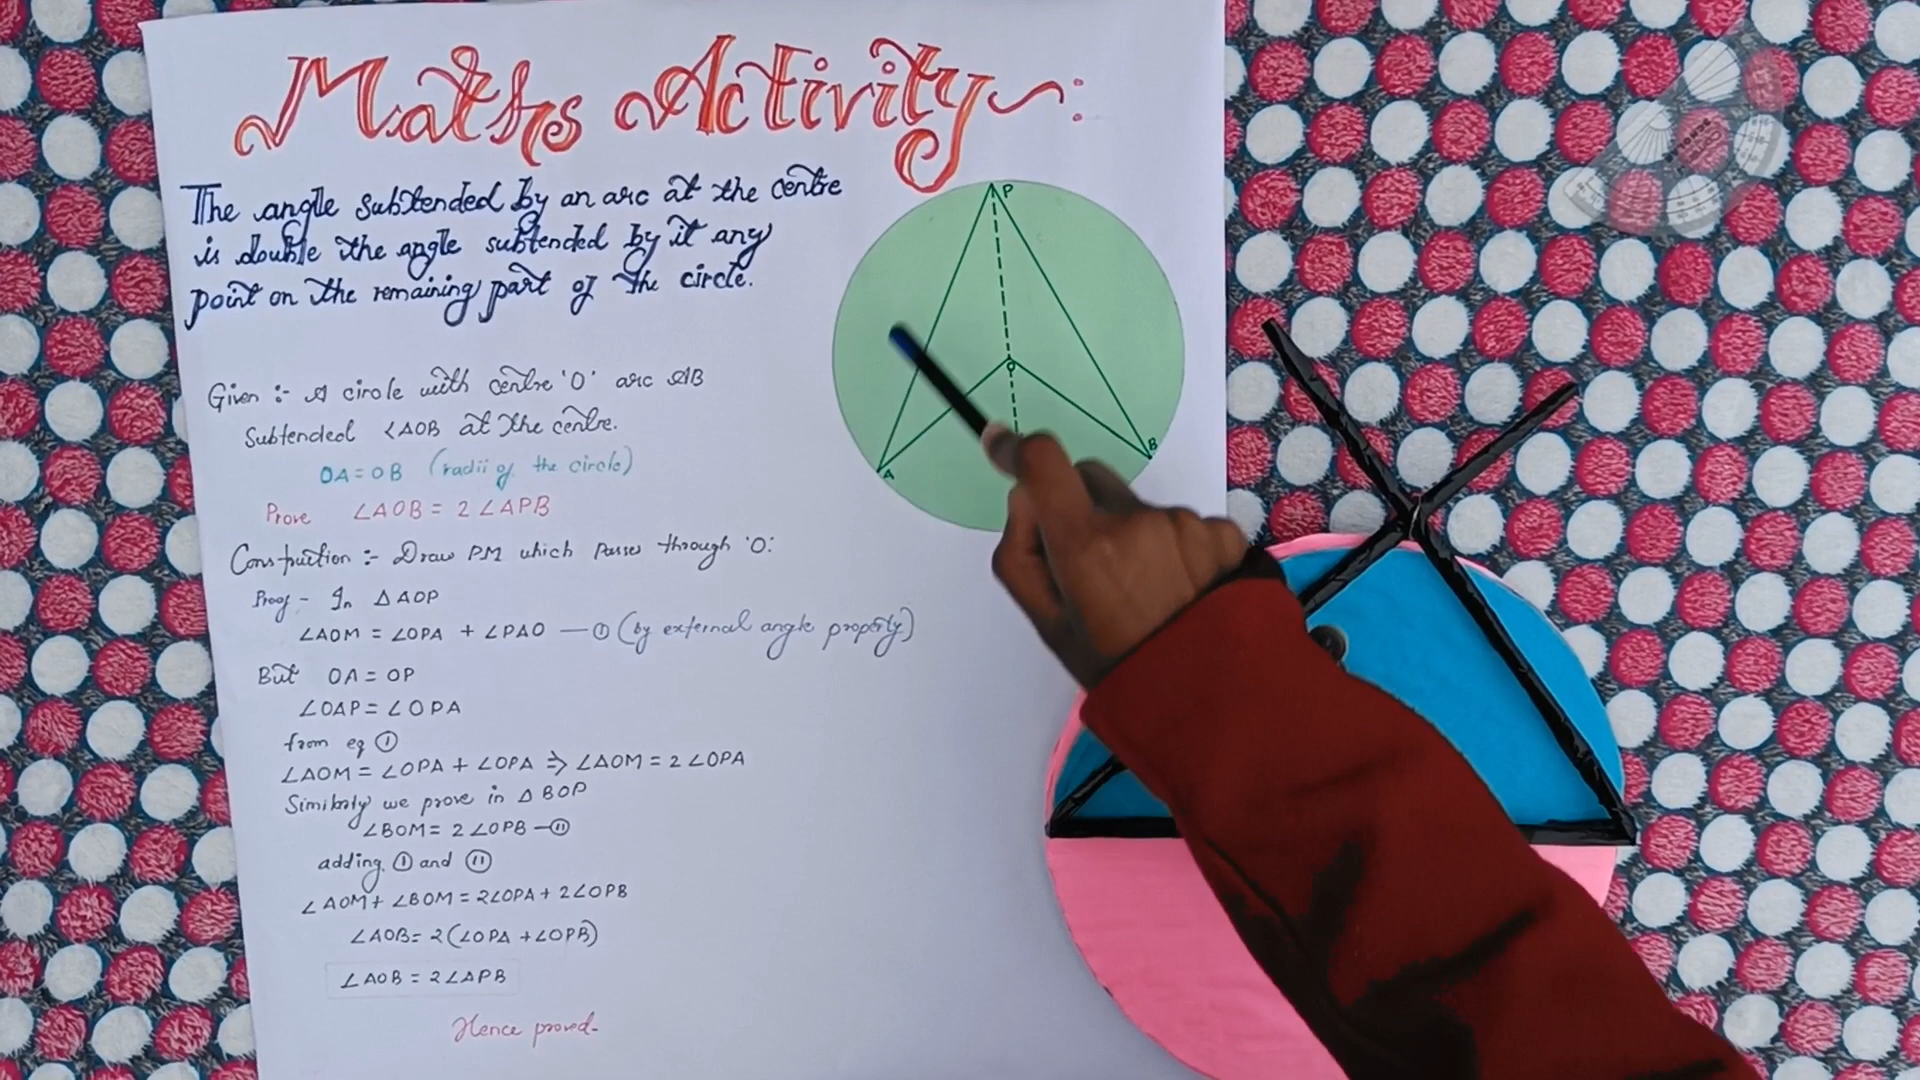 Maths Activity~:
The angle subtended by an arc at the centre
is double the angle subtended by it any
point on the remaining part of the circle.
Given :- A circle with centre 'O' arc AB
Subtended ∠AOB at the centre.
OA = OB (radii of the circle)
Prove ∠AOB = 2∠APB
Construction :- Draw PM which Passes through 'O'.
Proof - In △AOP
∠AOM = ∠OPA + ∠PAO — ① (by external angle property)
But OA = OP
∠OAP = ∠OPA
from eq ①
∠AOM = ∠OPA + ∠OPA ⇒ ∠AOM = 2∠OPA
Similarly we prove in △BOP
∠BOM = 2∠OPB — ⑪
adding ① and ⑪
∠AOM + ∠BOM = 2∠OPA + 2∠OPB
∠AOB = 2(∠OPA + ∠OPB)
∠AOB = 2∠APB
Hence proved-
P
O
A
B